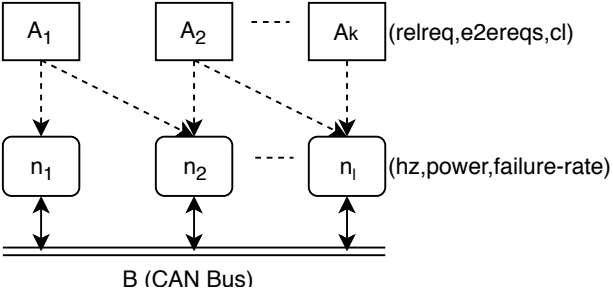 A1 A2 Ak (relreq,e2ereqs,cl)
n1 n2 nl (hz,power,failure-rate)
B (CAN Bus)